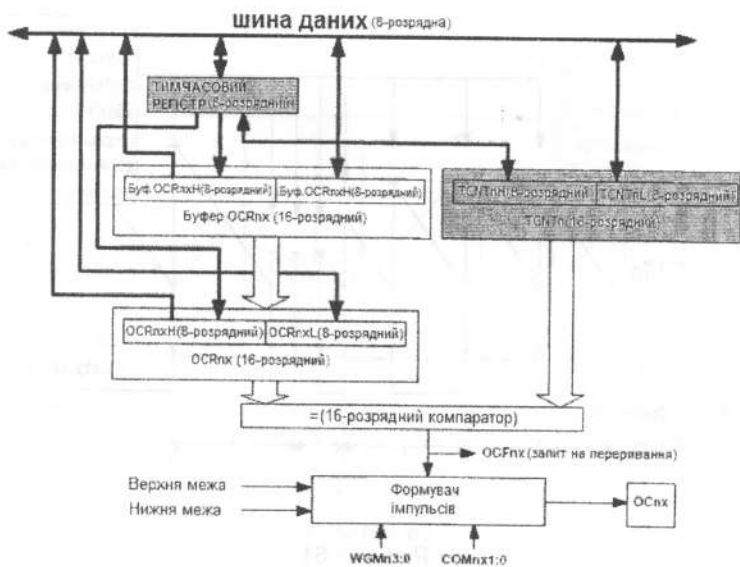 шина даних (8-розрядна)
ТИМЧАСОВИЙ
РЕГІСТР (8-розрядний)
Буф.OCRnxH(8-розрядний) Буф.OCRnxH(8-розрядний)
Буфер OCRnx (16-розрядний)
TCNTnH(8-розрядний) TCNTnL(8-розрядний)
TCNTn(16-розрядний)
OCRnxH(8-розрядний) OCRnxL(8-розрядний)
OCRnx (16-розрядний)
=(16-розрядний компаратор)
OCFnx (запит на переривання)
Верхня межа
Нижня межа
Формувач
імпульсів
OCnx
WGMn3:0 COMnx1:0